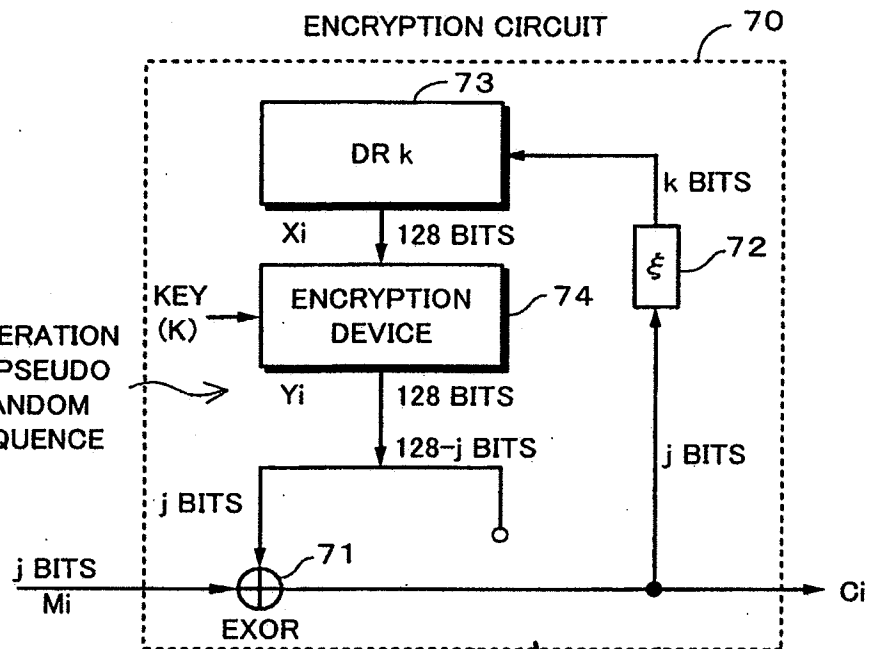 ENCRYPTION CIRCUIT
70
73
DR k
k BITS
Xi
128 BITS
72
ξ
KEY
(K)
ENCRYPTION
DEVICE
74
ERATION
PSEUDO
ANDOM
QUENCE
Yi
128 BITS
128-j BITS
j BITS
j BITS
71
j BITS
Mi
EXOR
Ci